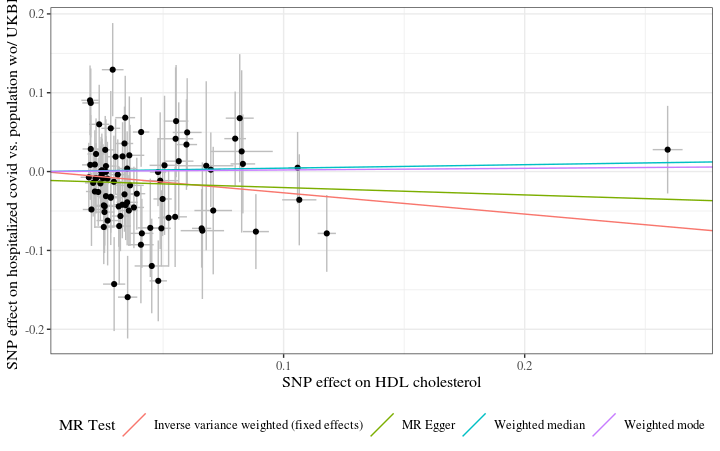 SNP effect on hospitalized covid vs. population wo/ UKBB
0.2
0.1
0.0
-0.1
-0.2
0.1
0.2
SNP effect on HDL cholesterol
MR Test
Inverse variance weighted (fixed effects)
MR Egger
Weighted median
Weighted mode